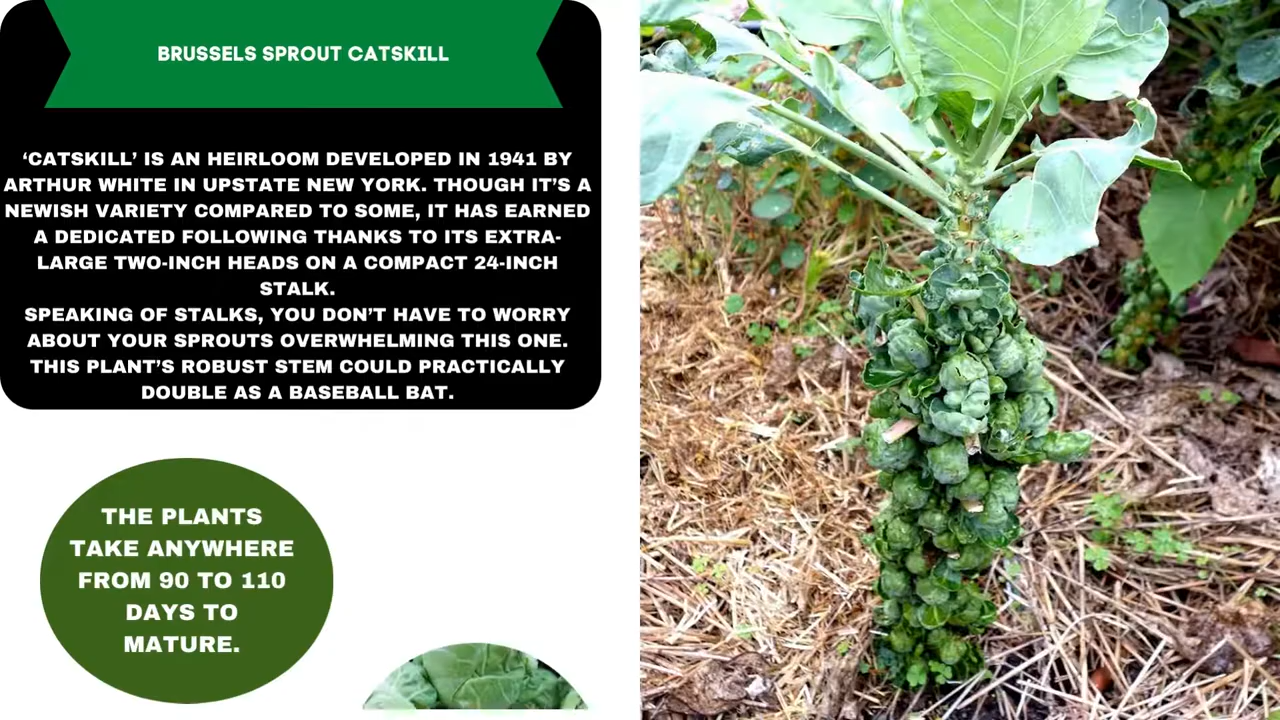 BRUSSELS SPROUT CATSKILL
‘CATSKILL’ IS AN HEIRLOOM DEVELOPED IN 1941 BY
ARTHUR WHITE IN UPSTATE NEW YORK. THOUGH IT’S A
NEWISH VARIETY COMPARED TO SOME, IT HAS EARNED
A DEDICATED FOLLOWING THANKS TO ITS EXTRA-
LARGE TWO-INCH HEADS ON A COMPACT 24-INCH
STALK.
SPEAKING OF STALKS, YOU DON’T HAVE TO WORRY
ABOUT YOUR SPROUTS OVERWHELMING THIS ONE.
THIS PLANT’S ROBUST STEM COULD PRACTICALLY
DOUBLE AS A BASEBALL BAT.
THE PLANTS
TAKE ANYWHERE
FROM 90 TO 110
DAYS TO
MATURE.